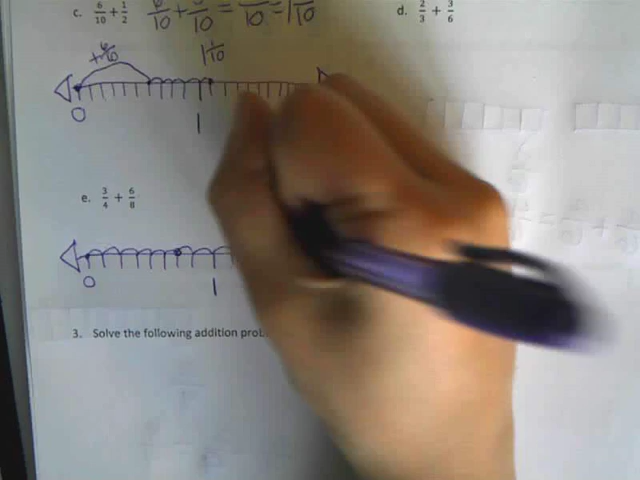 c. 6/10 + 1/2 6/10 + /10 = /10 = 1 1/10 d. 2/3 + 3/6
+ 6/10 1 1/10
0 1
e. 3/4 + 6/8
0 1
3. Solve the following addition